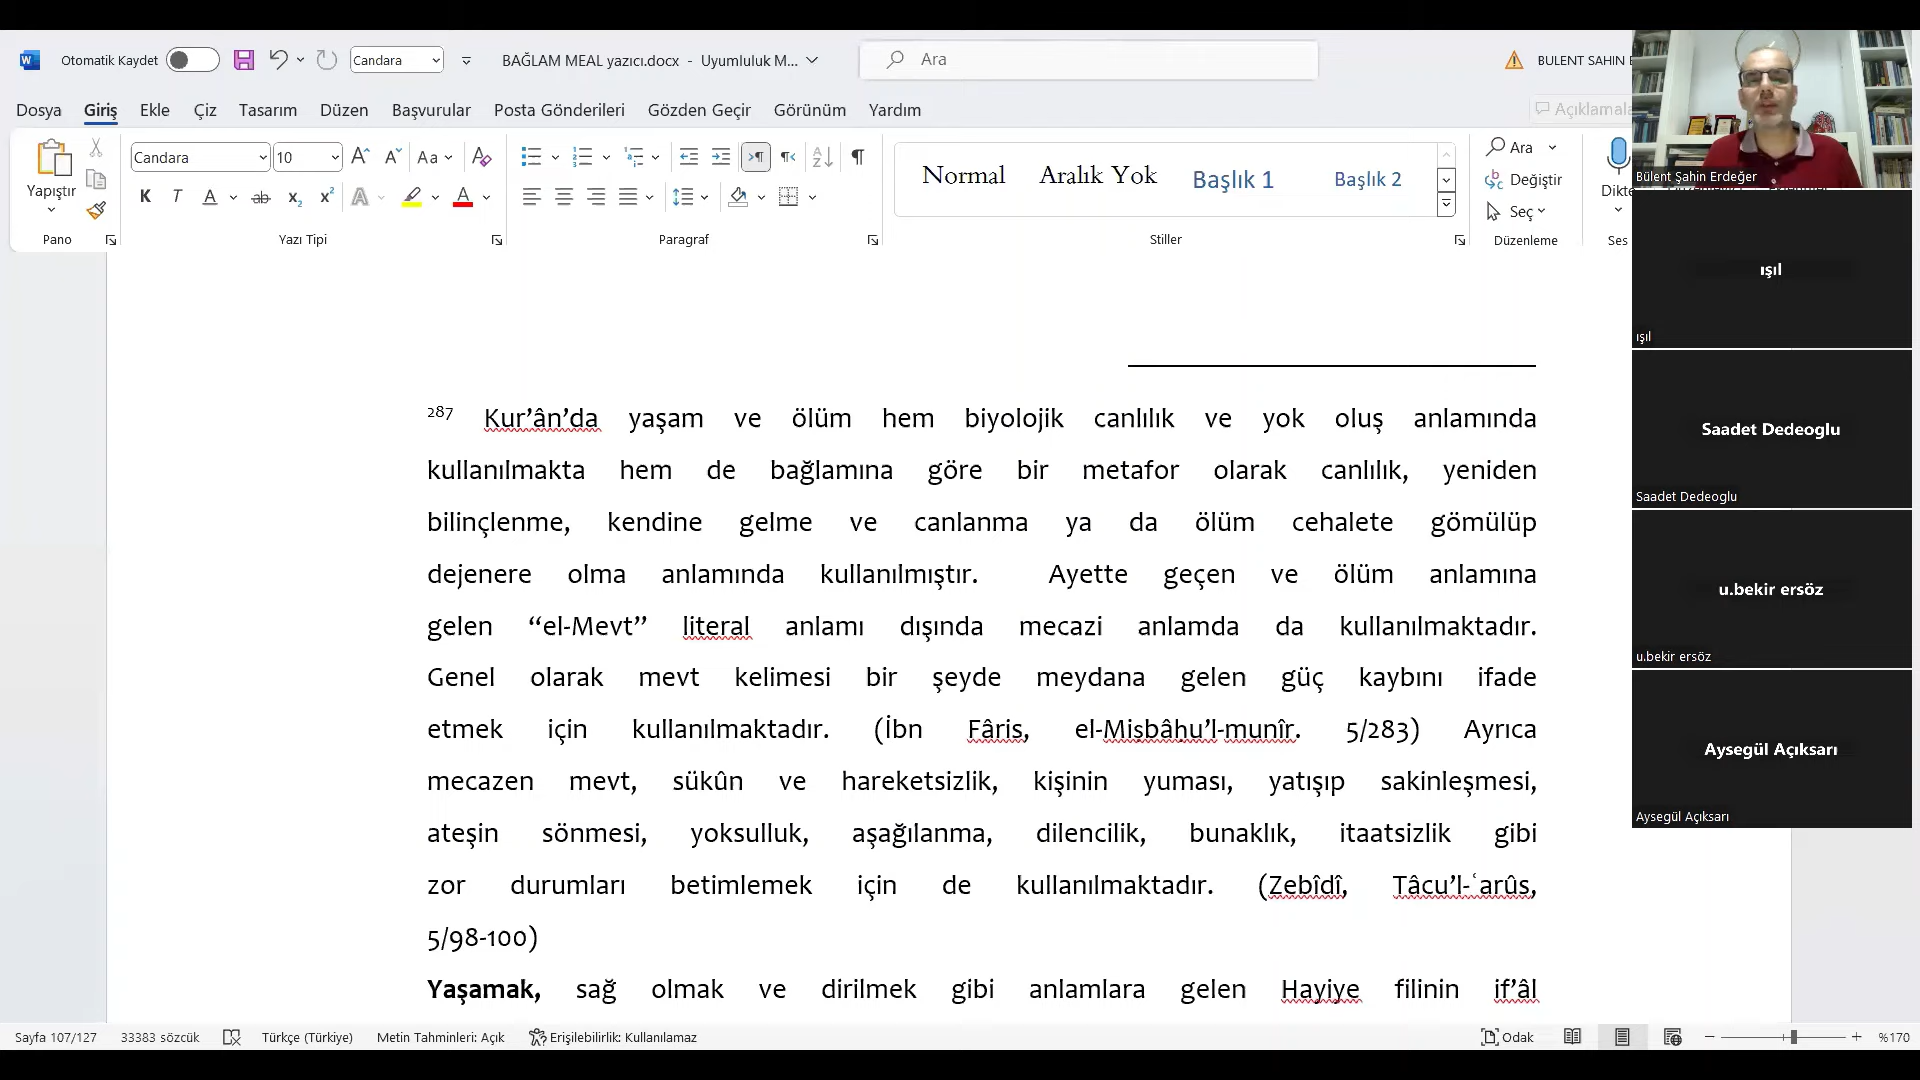 Otomatik Kaydet
Candara
BAĞLAM MEAL yazıcı.docx - Uyumluluk M...
Ara
BULENT SAHIN E
Dosya Giriş Ekle Çiz Tasarım Düzen Başvurular Posta Gönderileri Gözden Geçir Görünüm Yardım
Açıklamala
Yapıştır
Candara 10
Aa
K T A ab x₂ x²
Normal Aralık Yok Başlık 1 Başlık 2
Ara
Değiştir
Seç
Dikte
Pano Yazı Tipi Paragraf Stiller Düzenleme Ses
287 Kur’ân’da yaşam ve ölüm hem biyolojik canlılık ve yok oluş anlamında
kullanılmakta hem de bağlamına göre bir metafor olarak canlılık, yeniden
bilinçlenme, kendine gelme ve canlanma ya da ölüm cehalete gömülüp
dejenere olma anlamında kullanılmıştır. Ayette geçen ve ölüm anlamına
gelen “el-Mevt” literal anlamı dışında mecazi anlamda da kullanılmaktadır.
Genel olarak mevt kelimesi bir şeyde meydana gelen güç kaybını ifade
etmek için kullanılmaktadır. (İbn Fâris, el-Miṣbâḥu’l-munîr. 5/283) Ayrıca
mecazen mevt, sükûn ve hareketsizlik, kişinin yuması, yatışıp sakinleşmesi,
ateşin sönmesi, yoksulluk, aşağılanma, dilencilik, bunaklık, itaatsizlik gibi
zor durumları betimlemek için de kullanılmaktadır. (Zebîdî, Tâcu’l-ʿarûs,
5/98-100)
Yaşamak, sağ olmak ve dirilmek gibi anlamlara gelen Hayiye filinin if’âl
Bülent Şahin Erdeğer
ışıl
ışıl
Saadet Dedeoglu
Saadet Dedeoglu
u.bekir ersöz
u.bekir ersöz
Aysegül Açıksarı
Aysegül Açıksarı
Sayfa 107/127 33383 sözcük Türkçe (Türkiye) Metin Tahminleri: Açık Erişilebilirlik: Kullanılamaz Odak %170